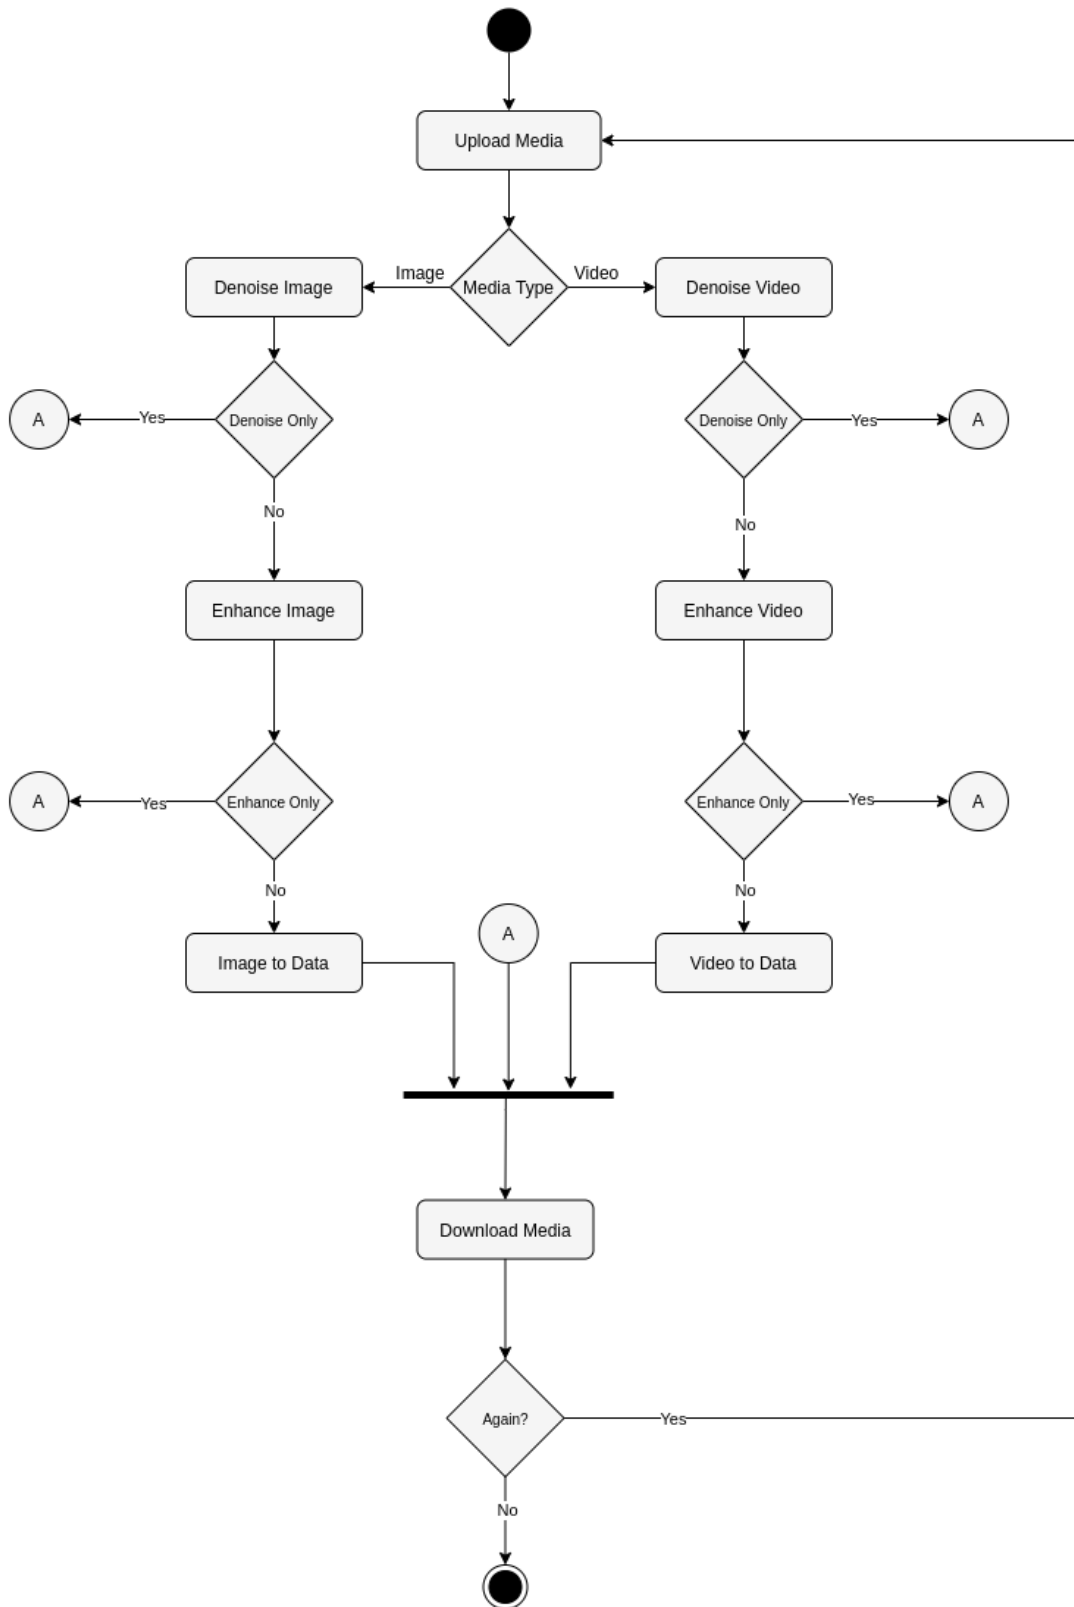 Upload Media
Image
Video
Denoise Image
Media Type
Denoise Video
A
Yes
Denoise Only
Denoise Only
Yes
A
No
No
Enhance Image
Enhance Video
A
Yes
Enhance Only
Enhance Only
Yes
A
No
No
A
Image to Data
Video to Data
Download Media
Again?
Yes
No